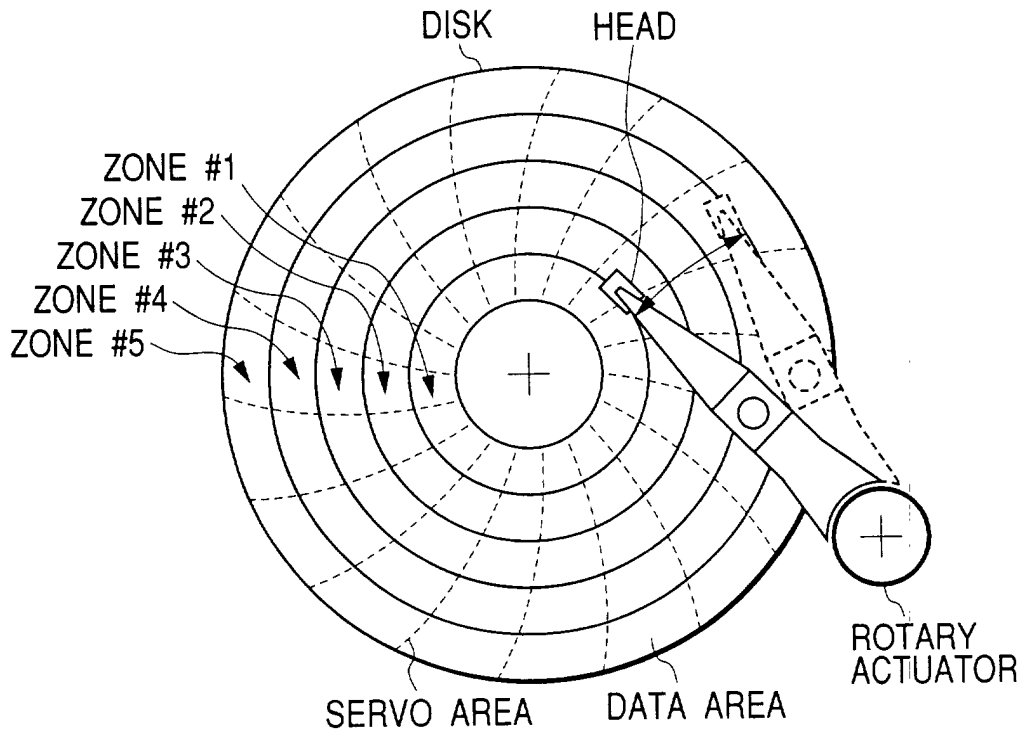 DISK
HEAD
ZONE #1
ZONE #2
ZONE #3
ZONE #4
ZONE #5
ROTARY
ACTUATOR
SERVO AREA
DATA AREA